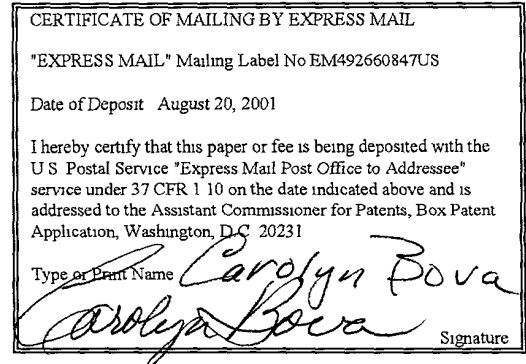 CERTIFICATE OF MAILING BY EXPRESS MAIL
"EXPRESS MAIL" Mailing Label No EM492660847US
Date of Deposit August 20, 2001
I hereby certify that this paper or fee is being deposited with the
U S Postal Service "Express Mail Post Office to Addressee"
service under 37 CFR 1 10 on the date indicated above and is
addressed to the Assistant Commissioner for Patents, Box Patent
Application, Washington, D.C 20231
Type or Print Name Carolyn Bova
Carolyn Bova
Signature